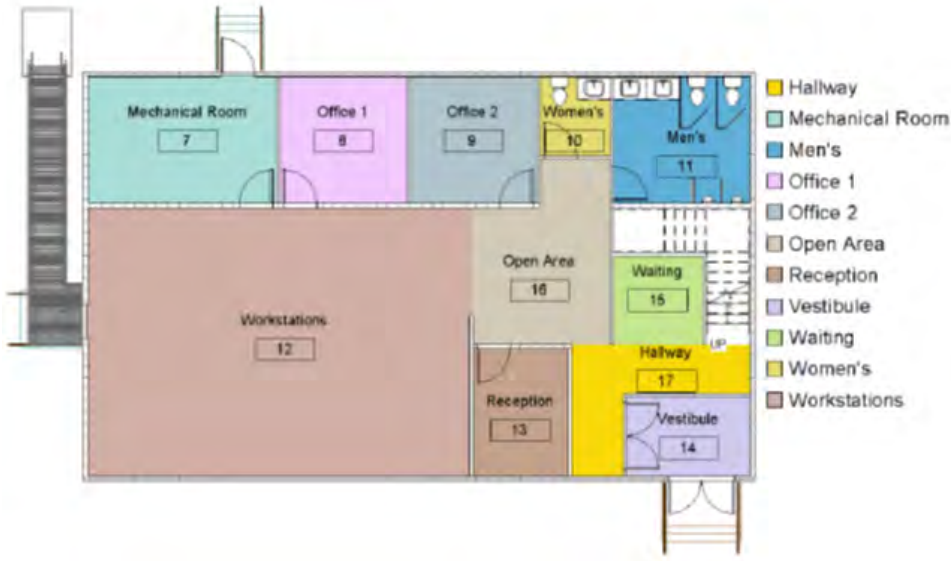 Mechanical Room
7
Office 1
8
Office 2
9
Women's
10
Men's
11
Open Area
16
Waiting
15
Workstations
12
UP
Hallway
17
Reception
13
Vestibule
14
Hallway
Mechanical Room
Men's
Office 1
Office 2
Open Area
Reception
Vestibule
Waiting
Women's
Workstations